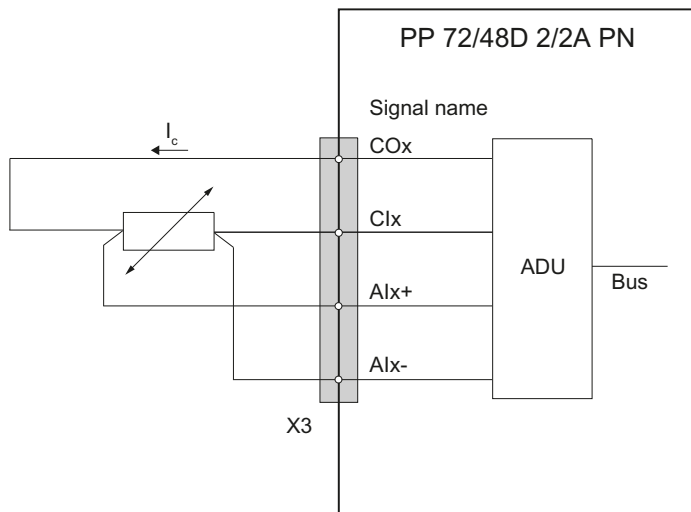 PP 72/48D 2/2A PN
Signal name
Ic
COx
CIx
ADU
Bus
AIx+
AIx-
X3